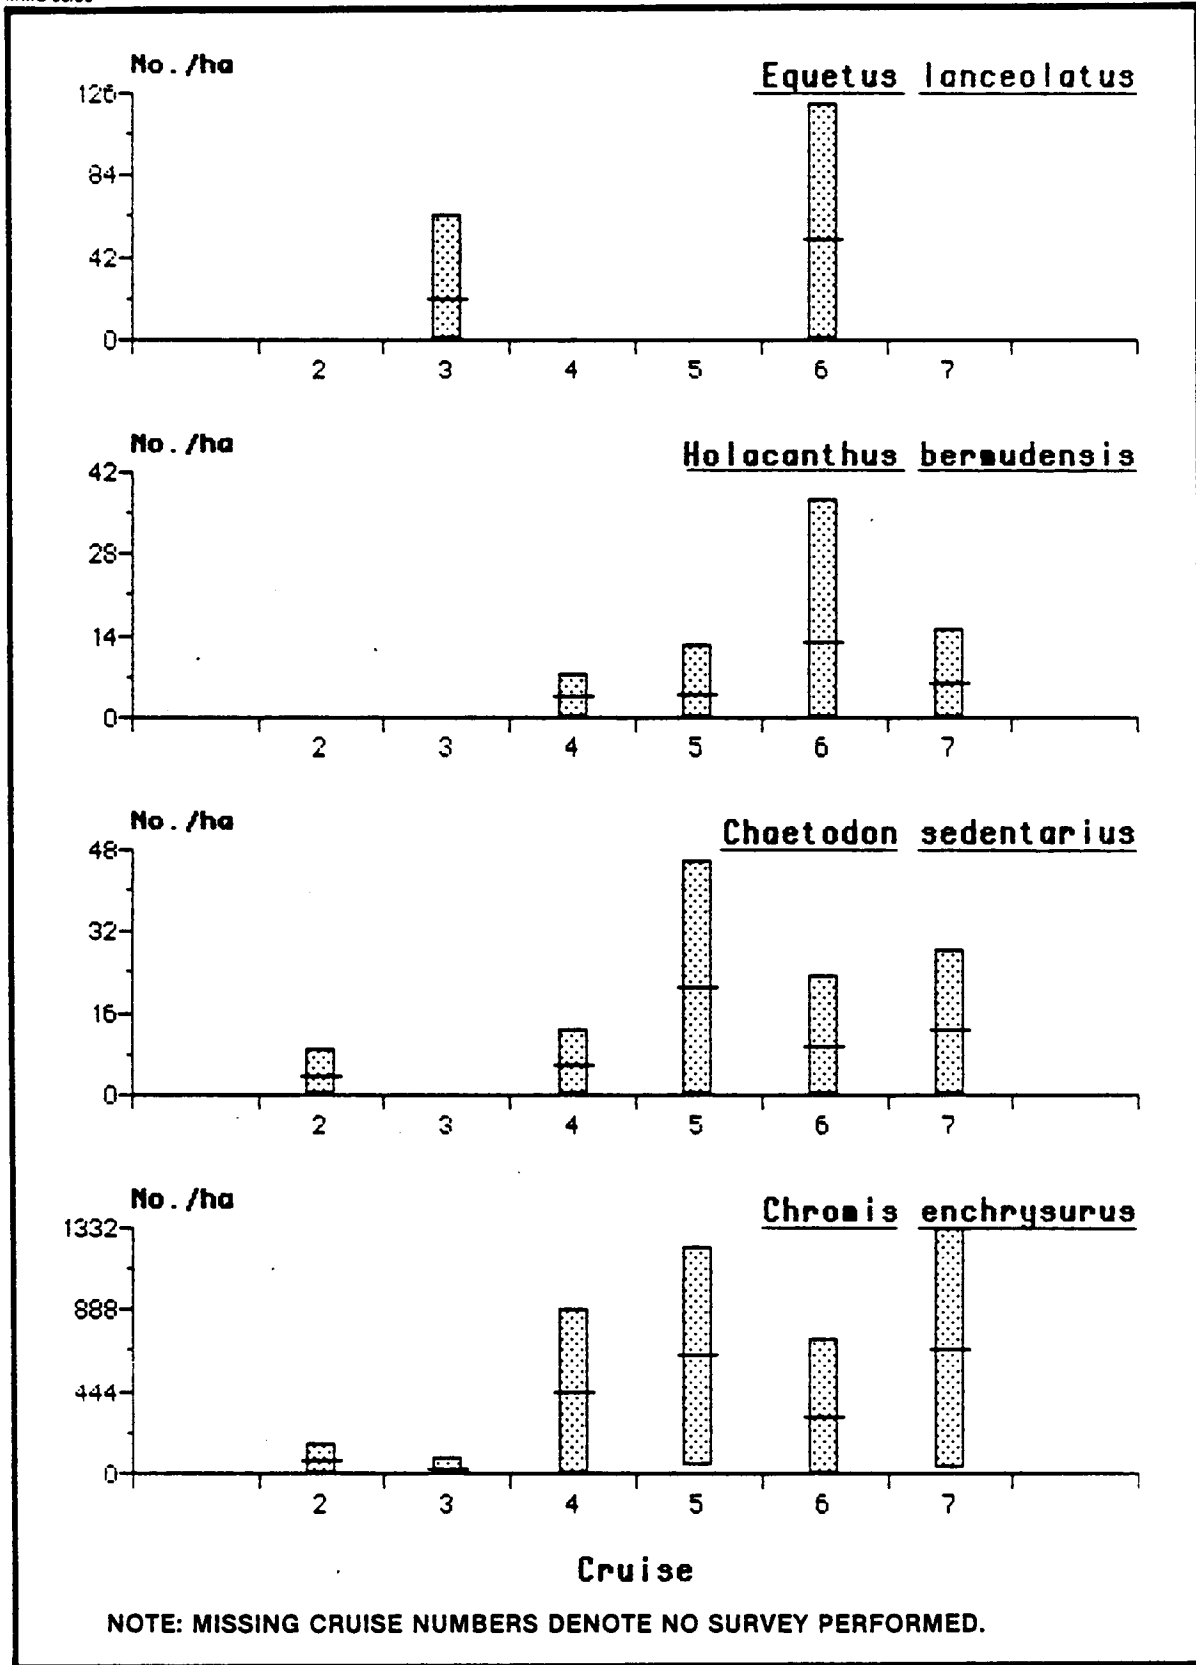 No./ha
Equetus lanceolatus
126
84
42
0
2 3 4 5 6 7
No./ha
Holacanthus bermudensis
42
28
14
0
2 3 4 5 6 7
No./ha
Chaetodon sedentarius
48
32
16
0
2 3 4 5 6 7
No./ha
Chromis enchrysurus
1332
888
444
0
2 3 4 5 6 7
Cruise
NOTE: MISSING CRUISE NUMBERS DENOTE NO SURVEY PERFORMED.